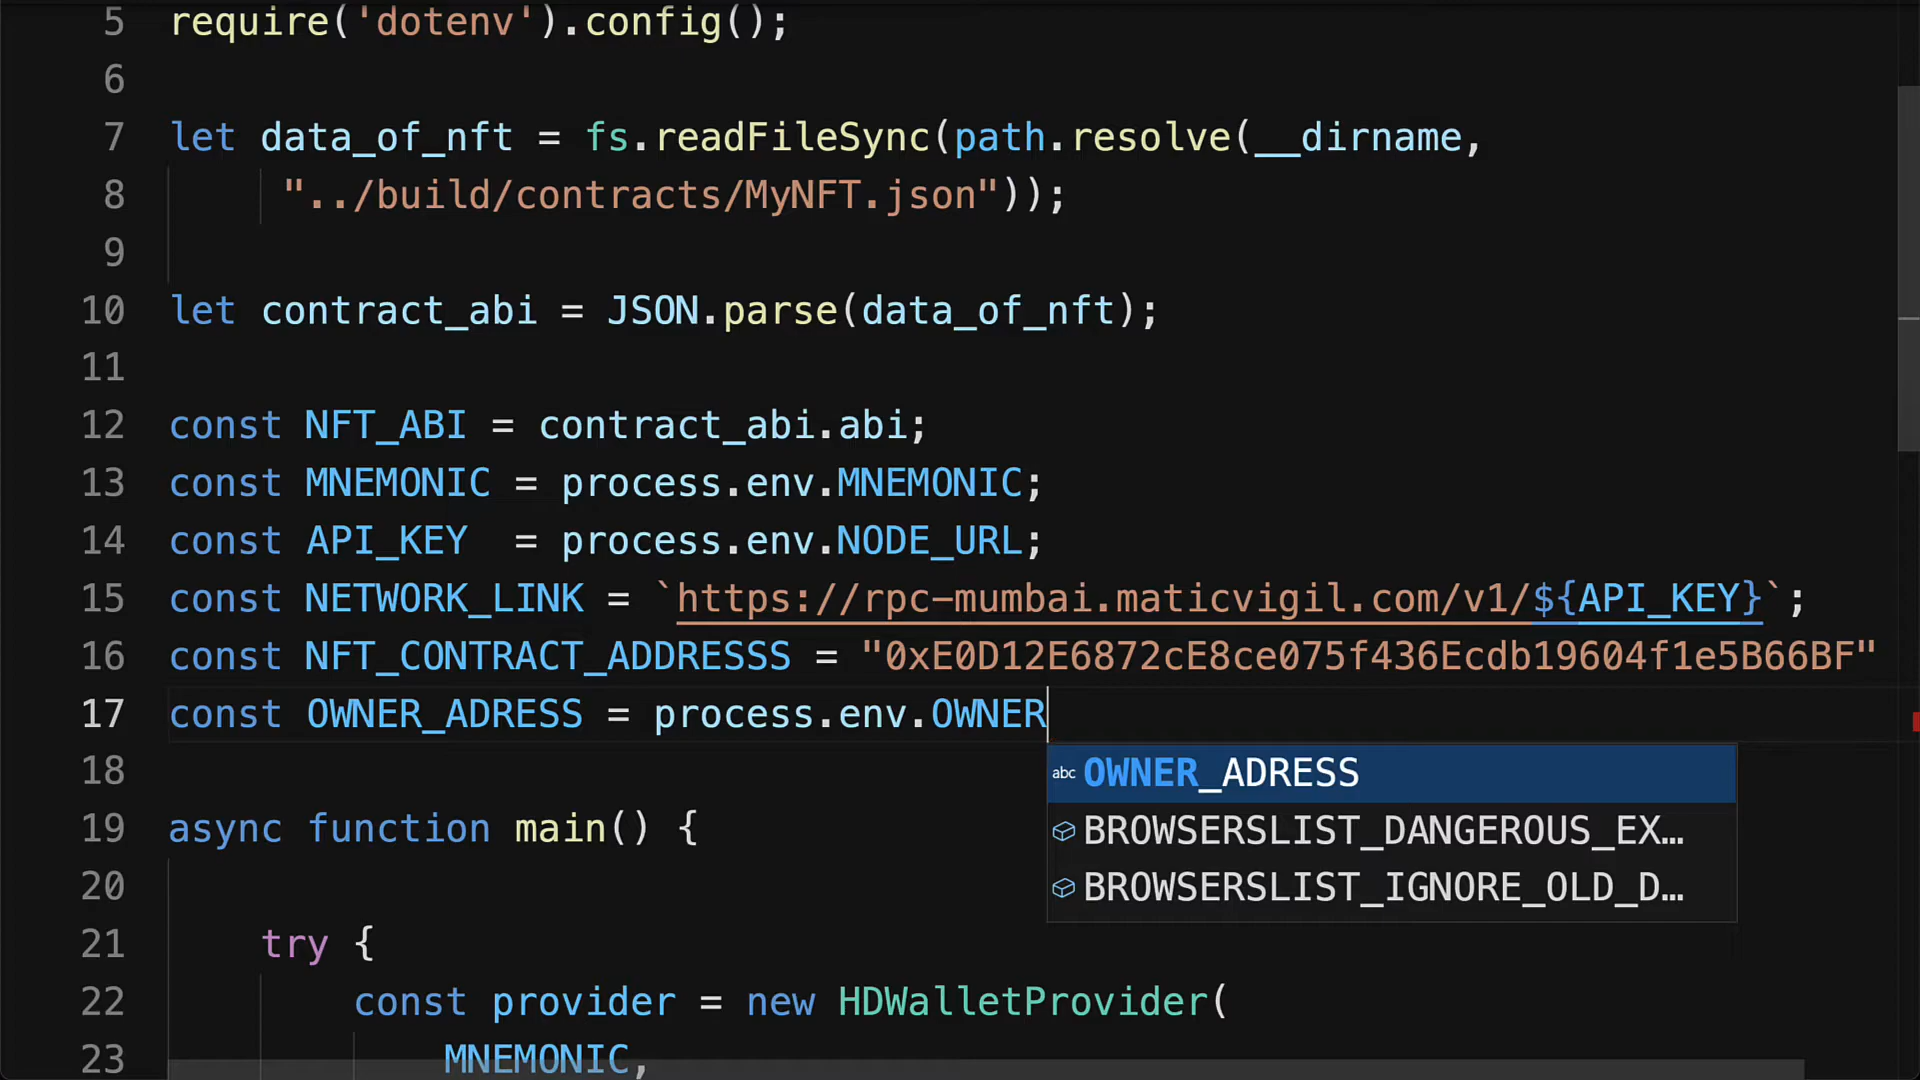 5 require('dotenv').config();
6
7 let data_of_nft = fs.readFileSync(path.resolve(__dirname,
8 "../build/contracts/MyNFT.json"));
9
10 let contract_abi = JSON.parse(data_of_nft);
11
12 const NFT_ABI = contract_abi.abi;
13 const MNEMONIC = process.env.MNEMONIC;
14 const API_KEY  = process.env.NODE_URL;
15 const NETWORK_LINK = `https://rpc-mumbai.maticvigil.com/v1/${API_KEY}`;
16 const NFT_CONTRACT_ADDRESSS = "0xE0D12E6872cE8ce075f436Ecdb19604f1e5B66BF"
17 const OWNER_ADRESS = process.env.OWNER
abc OWNER_ADRESS
18
19 async function main() {
BROWSERSLIST_DANGEROUS_EX…
20
BROWSERSLIST_IGNORE_OLD_D…
21 try {
22 const provider = new HDWalletProvider(
23 MNEMONIC,